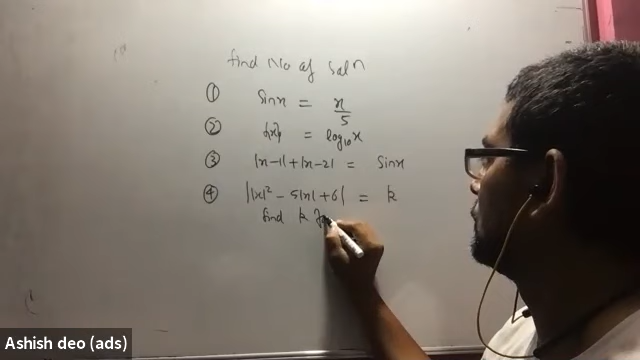 find No of Soln
① Sinx = x/5
② {x} = log₁₀x
③ |x-1| + |x-2| = Sinx
④ ||x|² - 5|x| + 6| = k
find k
Ashish deo (ads)